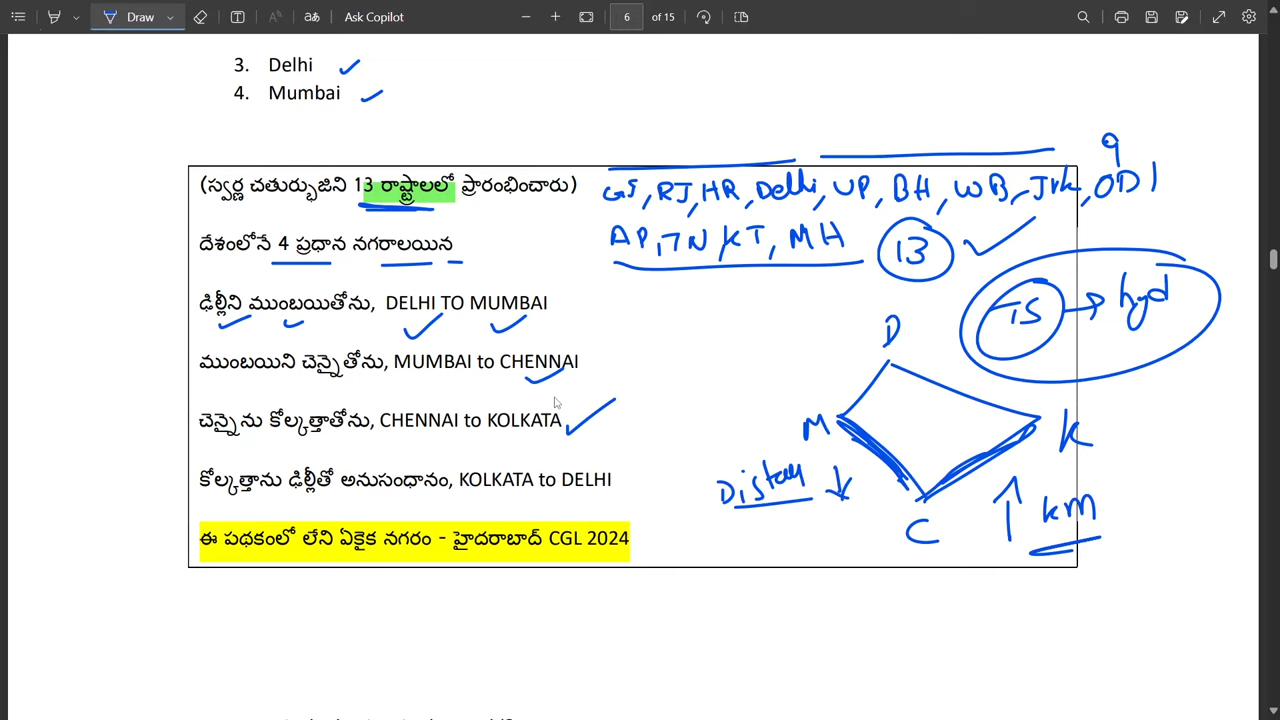 Draw
Ask Copilot
6 of 15
3. Delhi
4. Mumbai
(స్వర్ణ చతుర్భుజిని 13 రాష్ట్రాలలో ప్రారంభించారు)
GJ, RJ, HR, Delhi, UP, BH, WB, Jrk, ODI
9
AP, TN, KT, MH
13
దేశంలోనే 4 ప్రధాన నగరాలయిన
TS → hyd
ఢిల్లీని ముంబయితోను, DELHI TO MUMBAI
ముంబయిని చెన్నైతోను, MUMBAI to CHENNAI
చెన్నైను కోల్కత్తాతోను, CHENNAI to KOLKATA
కోల్కత్తాను ఢిల్లీతో అనుసంధానం, KOLKATA to DELHI
ఈ పథకంలో లేని ఏకైక నగరం - హైదరాబాద్ CGL 2024
D
M
K
C
km